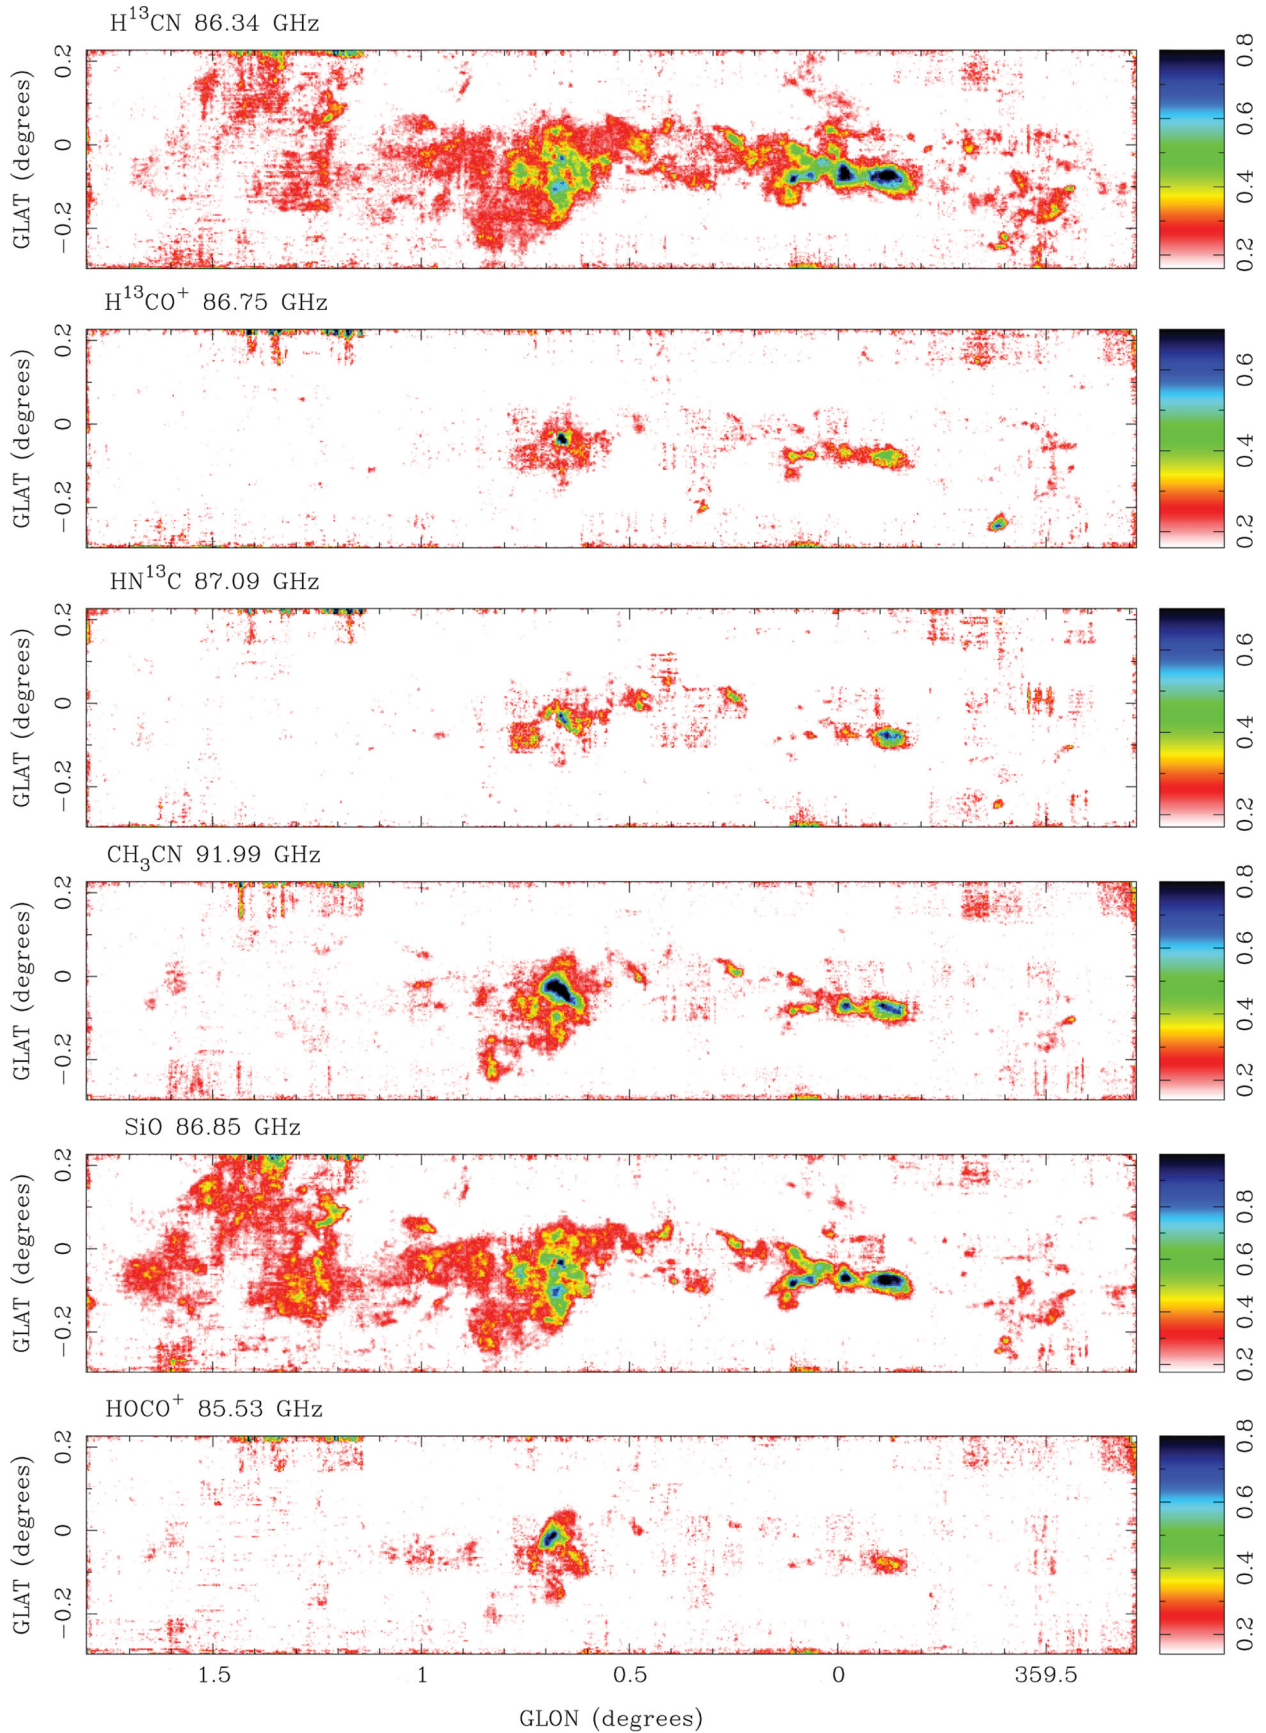 H¹³CN 86.34 GHz
GLAT (degrees)
0.2
0
−0.2
0.8
0.6
0.4
0.2
H¹³CO⁺ 86.75 GHz
GLAT (degrees)
0.2
0
−0.2
0.6
0.4
0.2
HN¹³C 87.09 GHz
GLAT (degrees)
0.2
0
−0.2
0.6
0.4
0.2
CH₃CN 91.99 GHz
GLAT (degrees)
0.2
0
−0.2
0.8
0.6
0.4
0.2
SiO 86.85 GHz
GLAT (degrees)
0.2
0
−0.2
0.8
0.6
0.4
0.2
HOCO⁺ 85.53 GHz
GLAT (degrees)
0.2
0
−0.2
0.8
0.6
0.4
0.2
1.5 1 0.5 0 359.5
GLON (degrees)